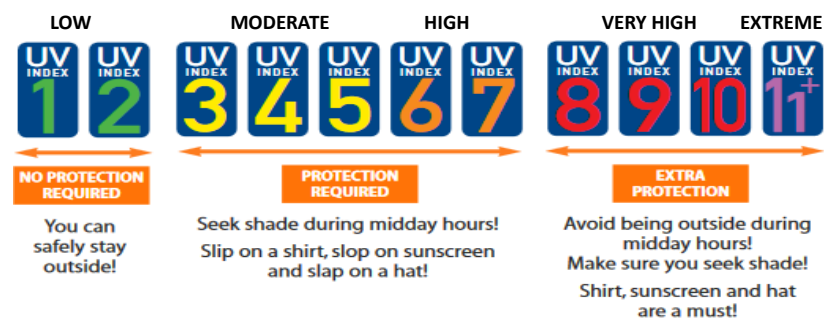 LOW MODERATE HIGH VERY HIGH EXTREME
UV UV UV UV UV UV UV UV UV UV UV
INDEX INDEX INDEX INDEX INDEX INDEX INDEX INDEX INDEX INDEX INDEX
1 2 3 4 5 6 7 8 9 10 11+
NO PROTECTION
REQUIRED
You can
safely stay
outside!
PROTECTION
REQUIRED
Seek shade during midday hours!
Slip on a shirt, slop on sunscreen
and slap on a hat!
EXTRA
PROTECTION
Avoid being outside during
midday hours!
Make sure you seek shade!
Shirt, sunscreen and hat
are a must!